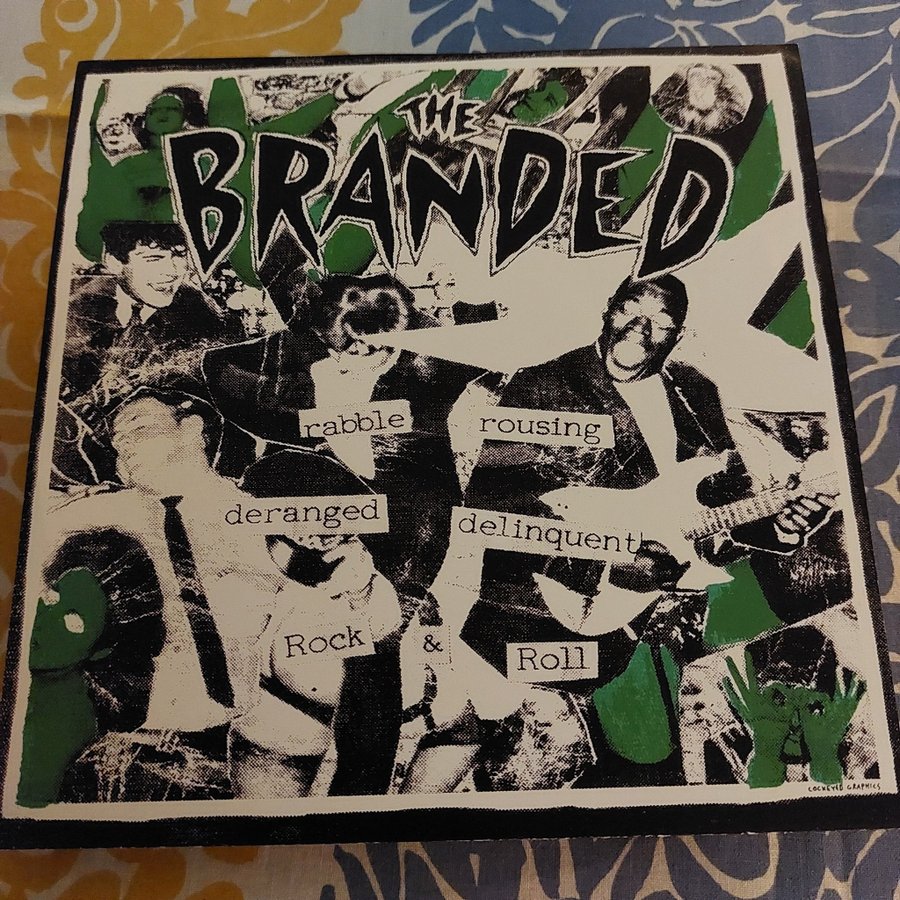 THE
BRANDED
rabble rousing
deranged delinquent
Rock & Roll
COCKEYED GRAPHICS